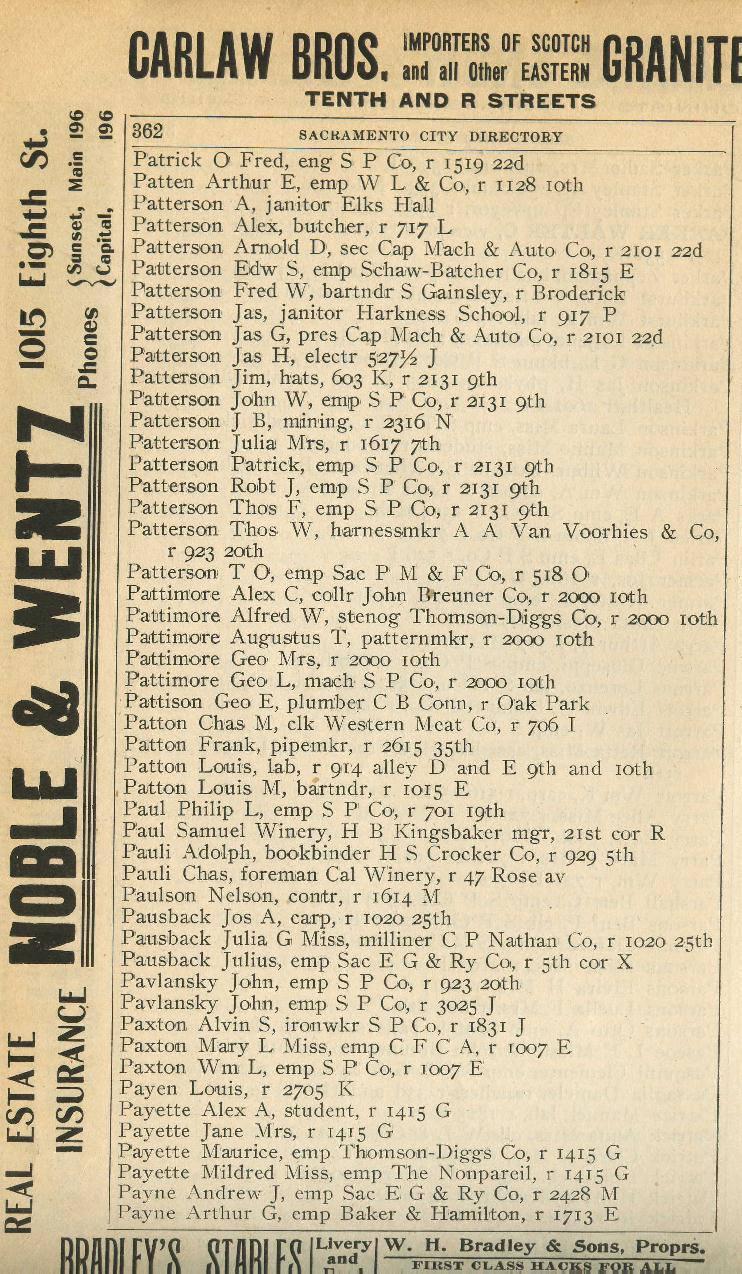 CARLAW BROS. IMPORTERS OF SCOTCH and all Other EASTERN GRANITE
TENTH AND R STREETS
362 SACRAMENTO CITY DIRECTORY
Patrick O Fred, eng S P Co, r 1519 22d
Patten Arthur E, emp W L & Co, r 1128 10th
Patterson A, janitor Elks Hall
Patterson Alex, butcher, r 717 L
Patterson Arnold D, sec Cap Mach & Auto Co, r 2101 22d
Patterson Edw S, emp Schaw-Batcher Co, r 1815 E
Patterson Fred W, bartndr S Gainsley, r Broderick
Patterson Jas, janitor Harkness School, r 917 P
Patterson Jas G, pres Cap Mach & Auto Co, r 2101 22d
Patterson Jas H, electr 527½ J
Patterson Jim, hats, 603 K, r 2131 9th
Patterson John W, emp S P Co, r 2131 9th
Patterson J B, mining, r 2316 N
Patterson Julia Mrs, r 1617 7th
Patterson Patrick, emp S P Co, r 2131 9th
Patterson Robt J, emp S P Co, r 2131 9th
Patterson Thos F, emp S P Co, r 2131 9th
Patterson Thos W, harnessmkr A A Van Voorhies & Co,
r 923 20th
Patterson T O, emp Sac P M & F Co, r 518 O
Pattimore Alex C, collr John Breuner Co, r 2000 10th
Pattimore Alfred W, stenog Thomson-Diggs Co, r 2000 10th
Pattimore Augustus T, patternmkr, r 2000 10th
Pattimore Geo Mrs, r 2000 10th
Pattimore Geo L, mach S P Co, r 2000 10th
Pattison Geo E, plumber C B Conn, r Oak Park
Patton Chas M, clk Western Meat Co, r 706 I
Patton Frank, pipemkr, r 2615 35th
Patton Louis, lab, r 914 alley D and E 9th and 10th
Patton Louis M, bartndr, r 1015 E
Paul Philip L, emp S P Co, r 701 19th
Paul Samuel Winery, H B Kingsbaker mgr, 21st cor R
Pauli Adolph, bookbinder H S Crocker Co, r 929 5th
Pauli Chas, foreman Cal Winery, r 47 Rose av
Paulson Nelson, contr, r 1614 M
Pausback Jos A, carp, r 1020 25th
Pausback Julia G Miss, milliner C P Nathan Co, r 1020 25th
Pausback Julius, emp Sac E G & Ry Co, r 5th cor X
Pavlansky John, emp S P Co, r 923 20th
Pavlansky John, emp S P Co, r 3025 J
Paxton Alvin S, ironwkr S P Co, r 1831 J
Paxton Mary L Miss, emp C F C A, r 1007 E
Paxton Wm L, emp S P Co, r 1007 E
Payen Louis, r 2705 K
Payette Alex A, student, r 1415 G
Payette Jane Mrs, r 1415 G
Payette Maurice, emp Thomson-Diggs Co, r 1415 G
Payette Mildred Miss, emp The Nonpareil, r 1415 G
Payne Andrew J, emp Sac E G & Ry Co, r 2428 M
Payne Arthur G, emp Baker & Hamilton, r 1713 E
REAL ESTATE
INSURANCE
NOBLE & WENTZ
1015 Eighth St.
Phones { Sunset, Main 196
Capital, 196
BRADLEY'S STABLES Livery and W. H. Bradley & Sons, Proprs.
FIRST CLASS HACKS FOR ALL